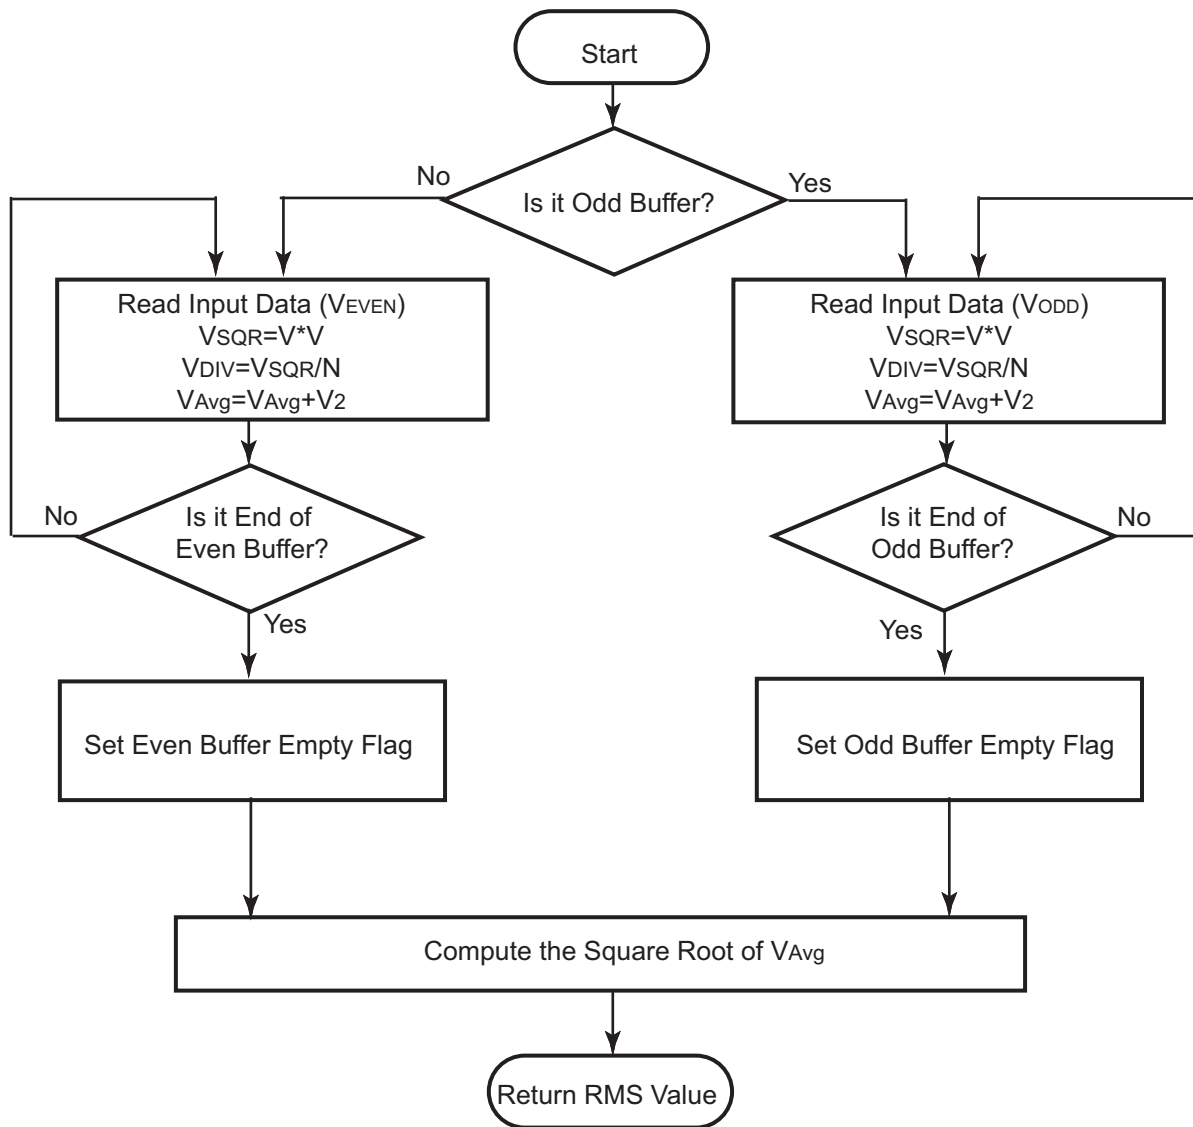 Start
Is it Odd Buffer?
No
Yes
Read Input Data (VEVEN)
VSQR=V*V
VDIV=VSQR/N
VAvg=VAvg+V2
Read Input Data (VODD)
VSQR=V*V
VDIV=VSQR/N
VAvg=VAvg+V2
No
Is it End of
Even Buffer?
Yes
Is it End of
Odd Buffer?
No
Yes
Set Even Buffer Empty Flag
Set Odd Buffer Empty Flag
Compute the Square Root of VAvg
Return RMS Value